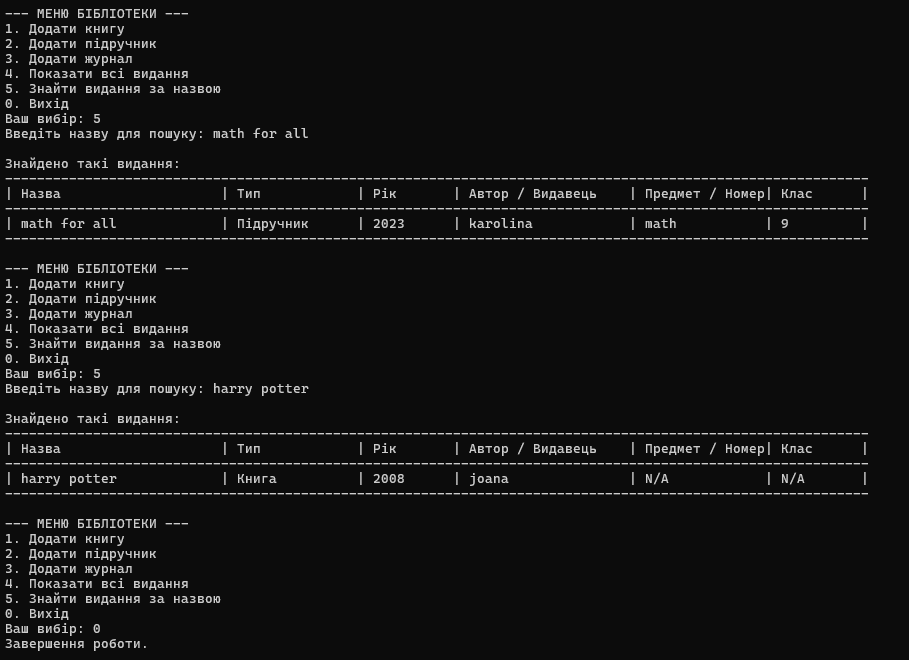 --- МЕНЮ БІБЛІОТЕКИ ---
1. Додати книгу
2. Додати підручник
3. Додати журнал
4. Показати всі видання
5. Знайти видання за назвою
0. Вихід
Ваш вибір: 5
Введіть назву для пошуку: math for all

Знайдено такі видання:
------------------------------------------------------------------------------------------------------------
| Назва                    | Тип            | Рік       | Автор / Видавець    | Предмет / Номер| Клас      |
------------------------------------------------------------------------------------------------------------
| math for all             | Підручник      | 2023      | karolina            | math           | 9         |
------------------------------------------------------------------------------------------------------------

--- МЕНЮ БІБЛІОТЕКИ ---
1. Додати книгу
2. Додати підручник
3. Додати журнал
4. Показати всі видання
5. Знайти видання за назвою
0. Вихід
Ваш вибір: 5
Введіть назву для пошуку: harry potter

Знайдено такі видання:
------------------------------------------------------------------------------------------------------------
| Назва                    | Тип            | Рік       | Автор / Видавець    | Предмет / Номер| Клас      |
------------------------------------------------------------------------------------------------------------
| harry potter             | Книга          | 2008      | joana               | N/A            | N/A       |
------------------------------------------------------------------------------------------------------------

--- МЕНЮ БІБЛІОТЕКИ ---
1. Додати книгу
2. Додати підручник
3. Додати журнал
4. Показати всі видання
5. Знайти видання за назвою
0. Вихід
Ваш вибір: 0
Завершення роботи.